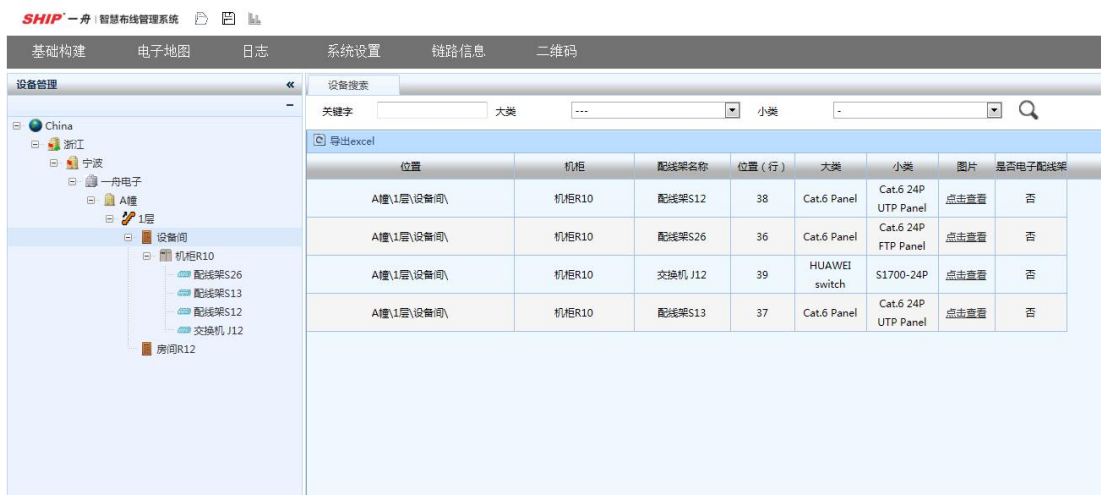 SHIP 一舟 智慧布线管理系统
基础构建 电子地图 日志 系统设置 链路信息 二维码
设备管理 «
设备搜索
关键字 大类 --- 小类 -
导出excel
China
浙江
宁波
一舟电子
A幢
1层
设备间
机柜R10
配线架S26
配线架S13
配线架S12
交换机 J12
房间R12
位置 机柜 配线架名称 位置（行） 大类 小类 图片 是否电子配线架
A幢\1层\设备间\ 机柜R10 配线架S12 38 Cat.6 Panel Cat.6 24P UTP Panel 点击查看 否
A幢\1层\设备间\ 机柜R10 配线架S26 36 Cat.6 Panel Cat.6 24P FTP Panel 点击查看 否
A幢\1层\设备间\ 机柜R10 交换机 J12 39 HUAWEI switch S1700-24P 点击查看 否
A幢\1层\设备间\ 机柜R10 配线架S13 37 Cat.6 Panel Cat.6 24P UTP Panel 点击查看 否